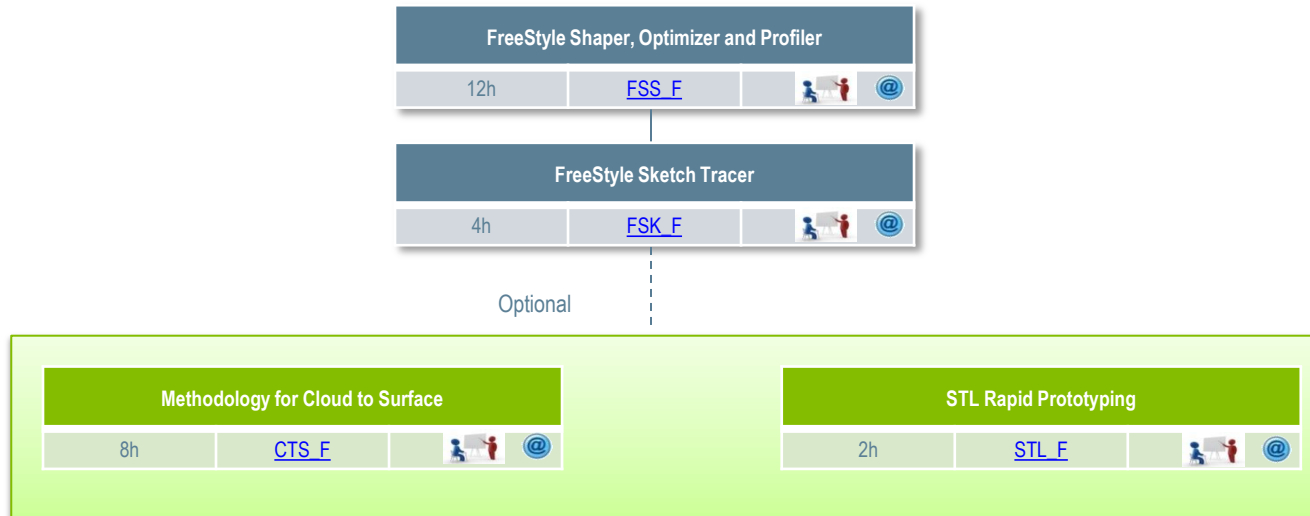 FreeStyle Shaper, Optimizer and Profiler
12h FSS_F @
FreeStyle Sketch Tracer
4h FSK_F @
Optional
Methodology for Cloud to Surface
8h CTS_F @
STL Rapid Prototyping
2h STL_F @